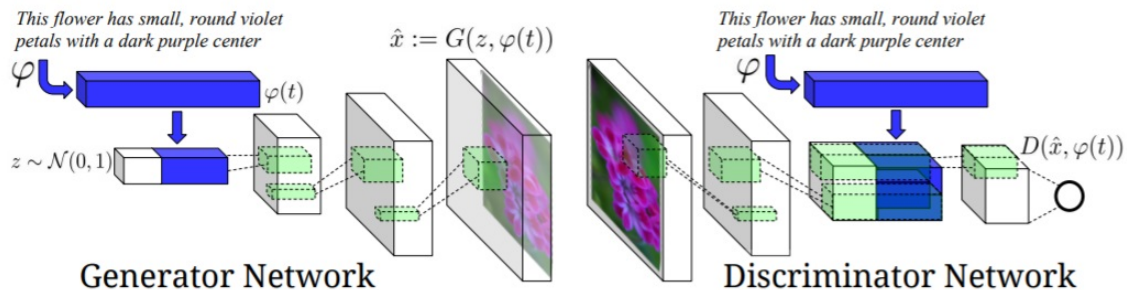 This flower has small, round violet
petals with a dark purple center
φ
φ(t)
z ∼ N(0, 1)
x̂ := G(z, φ(t))
Generator Network
This flower has small, round violet
petals with a dark purple center
φ
D(x̂, φ(t))
Discriminator Network